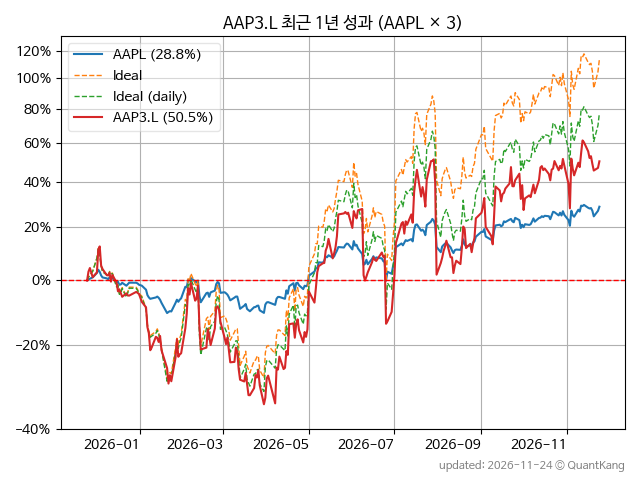 AAP3.L 최근 1년 성과 (AAPL × 3)
120%
100%
80%
60%
40%
20%
0%
−20%
−40%
AAPL (28.8%)
Ideal
Ideal (daily)
AAP3.L (50.5%)
2026-01
2026-03
2026-05
2026-07
2026-09
2026-11
updated: 2026-11-24 ⓒ QuantKang